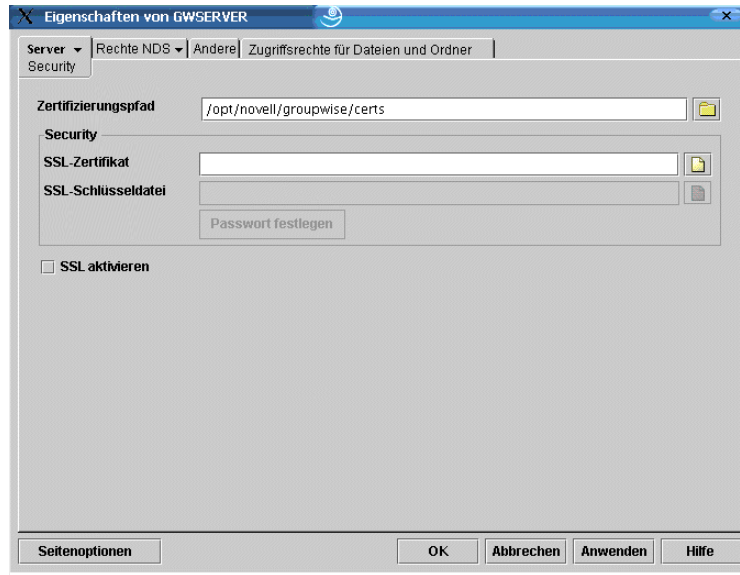 Eigenschaften von GWSERVER
Server Rechte NDS Andere Zugriffsrechte für Dateien und Ordner
Security
Zertifizierungspfad /opt/novell/groupwise/certs
Security
SSL-Zertifikat
SSL-Schlüsseldatei
Passwort festlegen
SSL aktivieren
Seitenoptionen OK Abbrechen Anwenden Hilfe